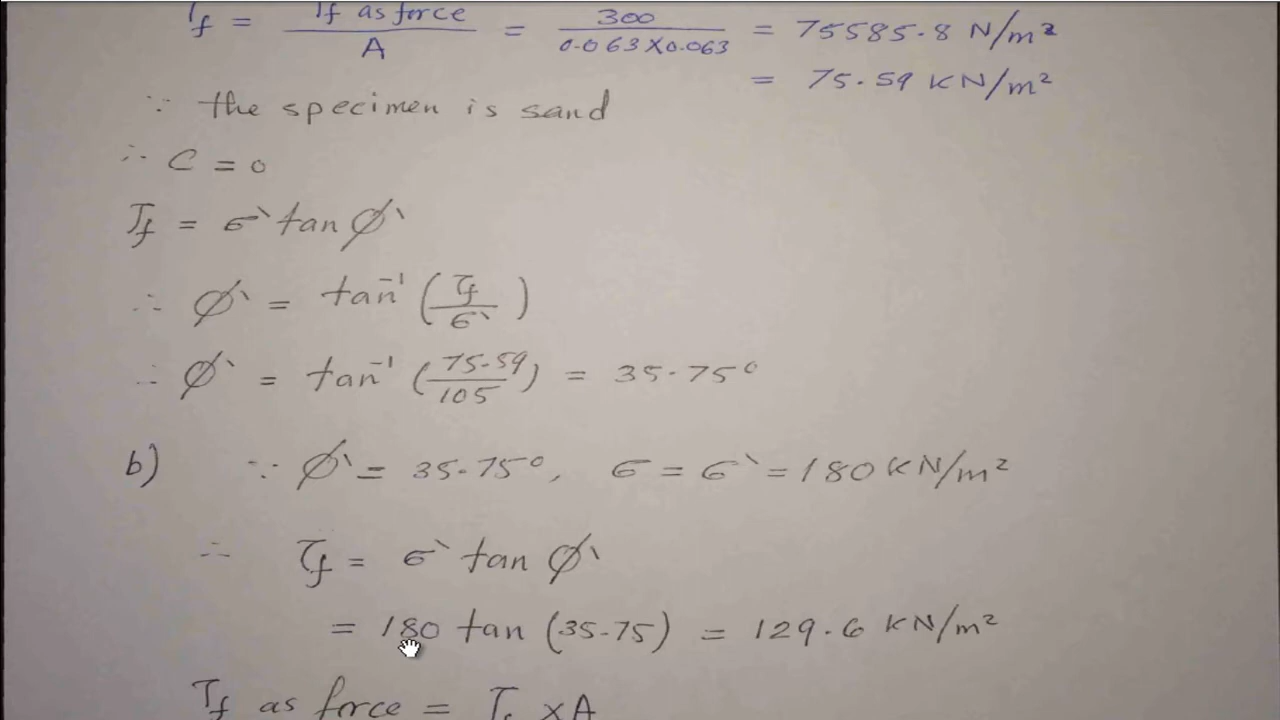 τf = τf as force / A = 300 / 0.063 X 0.063 = 75585.8 N/m²
= 75.59 KN/m²
∵ the specimen is sand
∴ C = 0
τf = σ` tan Ø`
∴ Ø` = tan⁻¹ (τf / σ`)
∴ Ø` = tan⁻¹ (75.59 / 105) = 35.75°
b) ∵ Ø` = 35.75°, σ = σ` = 180 KN/m²
∴ τf = σ` tan Ø`
= 180 tan (35.75) = 129.6 KN/m²
τf as force = τf X A